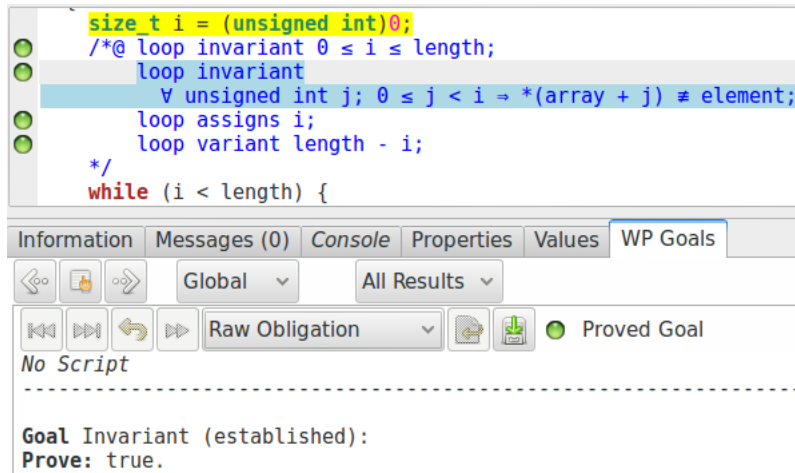 size_t i = (unsigned int)0;
/*@ loop invariant 0 ≤ i ≤ length;
loop invariant
∀ unsigned int j; 0 ≤ j < i ⇒ *(array + j) ≢ element;
loop assigns i;
loop variant length - i;
*/
while (i < length) {
Information Messages (0) Console Properties Values WP Goals
Global All Results
Raw Obligation Proved Goal
No Script
------------------------------------------------------------------
Goal Invariant (established):
Prove: true.